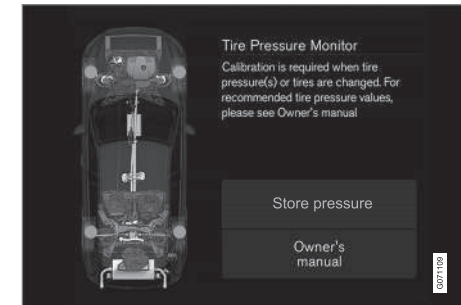 Tire Pressure Monitor
Calibration is required when tire
pressure(s) or tires are changed. For
recommended tire pressure values,
please see Owner's manual
Store pressure
Owner's
manual
G071109